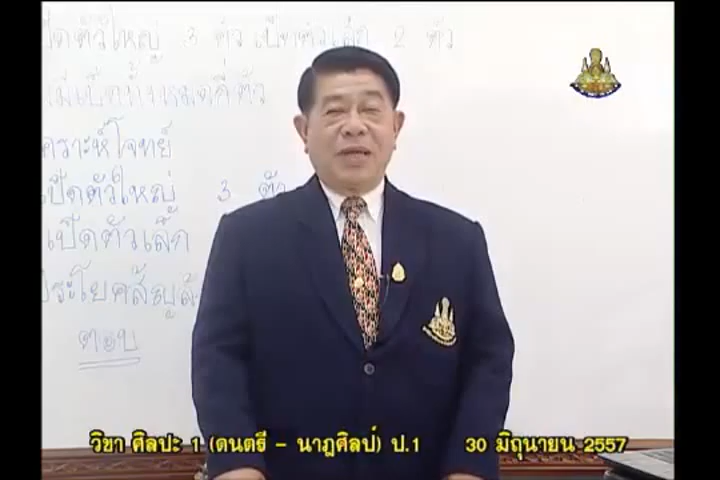 เป็ดตัวใหญ่ 3 ตัว เป็ดตัวเล็ก 2 ตัว
มีเป็ดทั้งหมดกี่ตัว
คราะห์โจทย์
เป็ดตัวใหญ่ 3 ตัว
เป็ดตัวเล็ก
ประโยคสัญลั
ตอบ
วิชา ศิลปะ 1 (ดนตรี - นาฎศิลป์) ป.1 30 มิถุนายน 2557